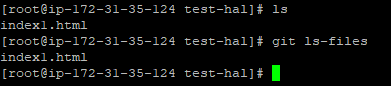 [root@ip-172-31-35-124 test-hal]# ls
index1.html
[root@ip-172-31-35-124 test-hal]# git ls-files
index1.html
[root@ip-172-31-35-124 test-hal]#